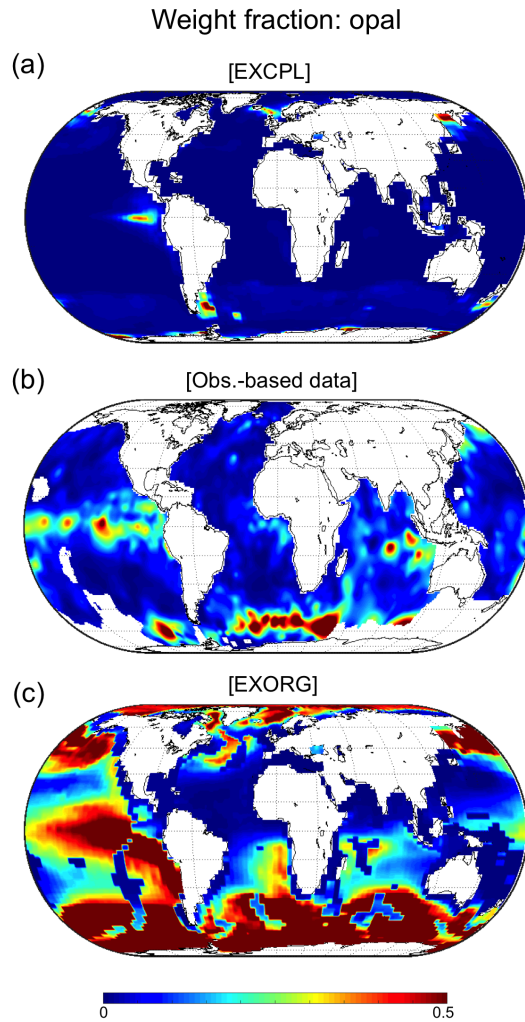 Weight fraction: opal
(a)
[EXCPL]
(b)
[Obs.-based data]
(c)
[EXORG]
0
0.5